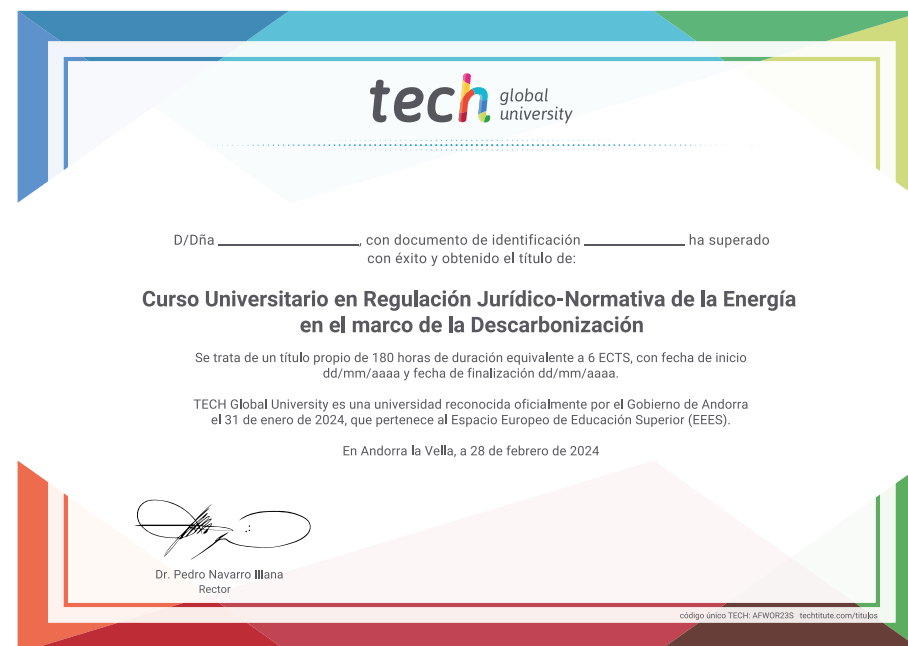 tech global university
D/Dña ________________, con documento de identificación ____________ ha superado
con éxito y obtenido el título de:
Curso Universitario en Regulación Jurídico-Normativa de la Energía
en el marco de la Descarbonización
Se trata de un título propio de 180 horas de duración equivalente a 6 ECTS, con fecha de inicio
dd/mm/aaaa y fecha de finalización dd/mm/aaaa.
TECH Global University es una universidad reconocida oficialmente por el Gobierno de Andorra
el 31 de enero de 2024, que pertenece al Espacio Europeo de Educación Superior (EEES).
En Andorra la Vella, a 28 de febrero de 2024
Dr. Pedro Navarro Illana
Rector
código único TECH: AFWOR23S techtitute.com/titulos